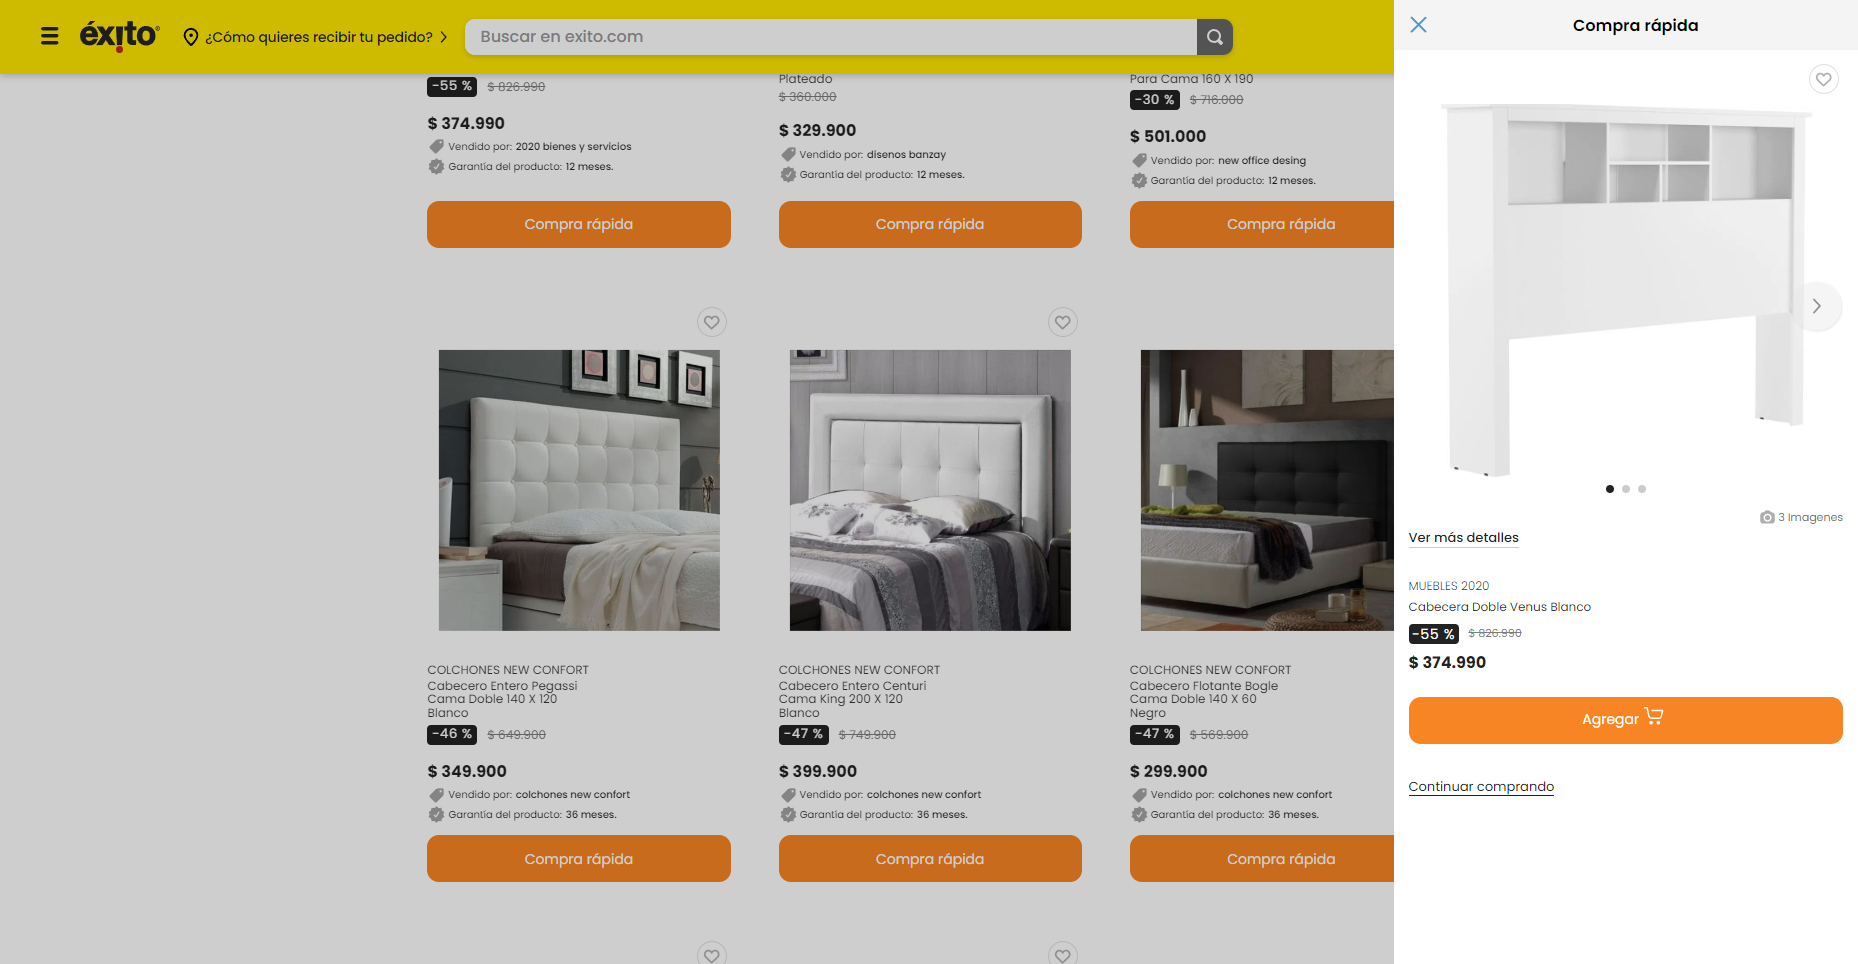 éxito
¿Cómo quieres recibir tu pedido?
Buscar en exito.com
-55 % $ 826.990
$ 374.990
Vendido por: 2020 bienes y servicios
Garantía del producto: 12 meses.
Compra rápida
Plateado
$ 360.000
$ 329.900
Vendido por: disenos banzay
Garantía del producto: 12 meses.
Compra rápida
Para Cama 160 X 190
-30 % $ 716.000
$ 501.000
Vendido por: new office desing
Garantía del producto: 12 meses.
Compra rápida
COLCHONES NEW CONFORT
Cabecero Entero Pegassi
Cama Doble 140 X 120
Blanco
-46 % $ 649.900
$ 349.900
Vendido por: colchones new confort
Garantía del producto: 36 meses.
Compra rápida
COLCHONES NEW CONFORT
Cabecero Entero Centuri
Cama King 200 X 120
Blanco
-47 % $ 749.900
$ 399.900
Vendido por: colchones new confort
Garantía del producto: 36 meses.
Compra rápida
COLCHONES NEW CONFORT
Cabecero Flotante Bogle
Cama Doble 140 X 60
Negro
-47 % $ 569.900
$ 299.900
Vendido por: colchones new confort
Garantía del producto: 36 meses.
Compra rápida
Compra rápida
3 Imagenes
Ver más detalles
MUEBLES 2020
Cabecera Doble Venus Blanco
-55 % $ 826.990
$ 374.990
Agregar
Continuar comprando